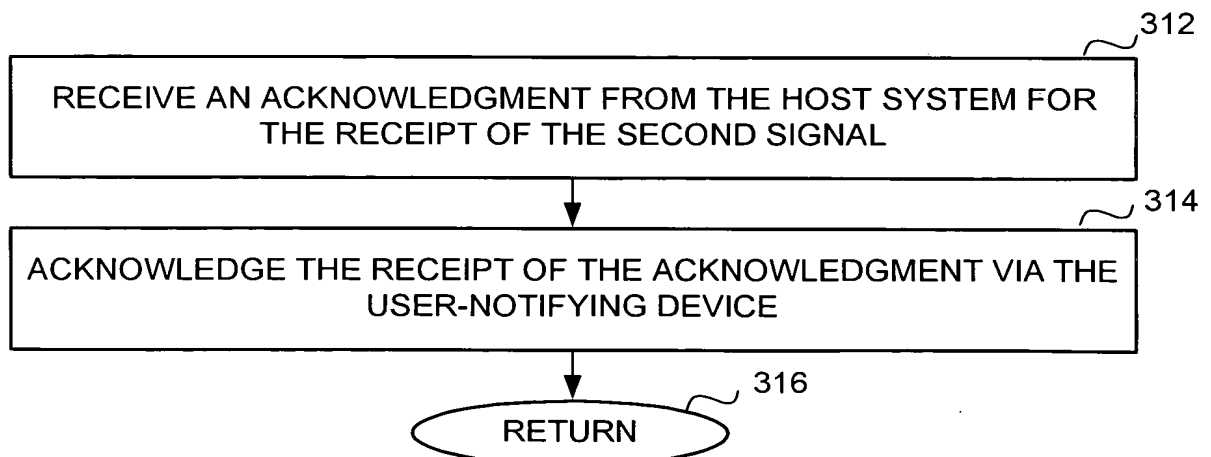 312
RECEIVE AN ACKNOWLEDGMENT FROM THE HOST SYSTEM FOR
THE RECEIPT OF THE SECOND SIGNAL
314
ACKNOWLEDGE THE RECEIPT OF THE ACKNOWLEDGMENT VIA THE
USER-NOTIFYING DEVICE
316
RETURN